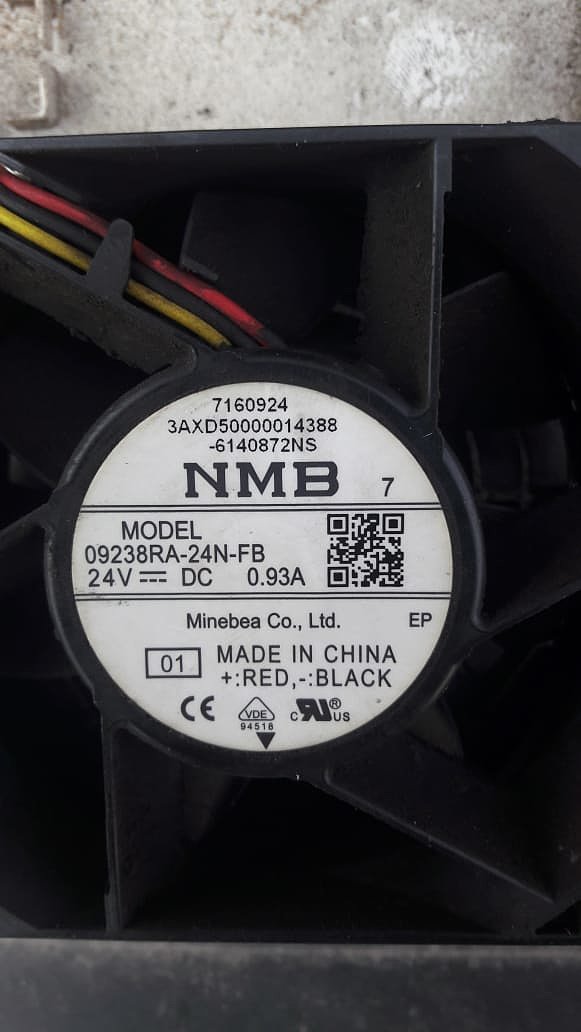 7160924
3AXD50000014388
-6140872NS
NMB 7
MODEL
09238RA-24N-FB
24V ⎓ DC 0.93A
Minebea Co., Ltd. EP
01 MADE IN CHINA
+:RED,-:BLACK
CE VDE c RU ® US
94518